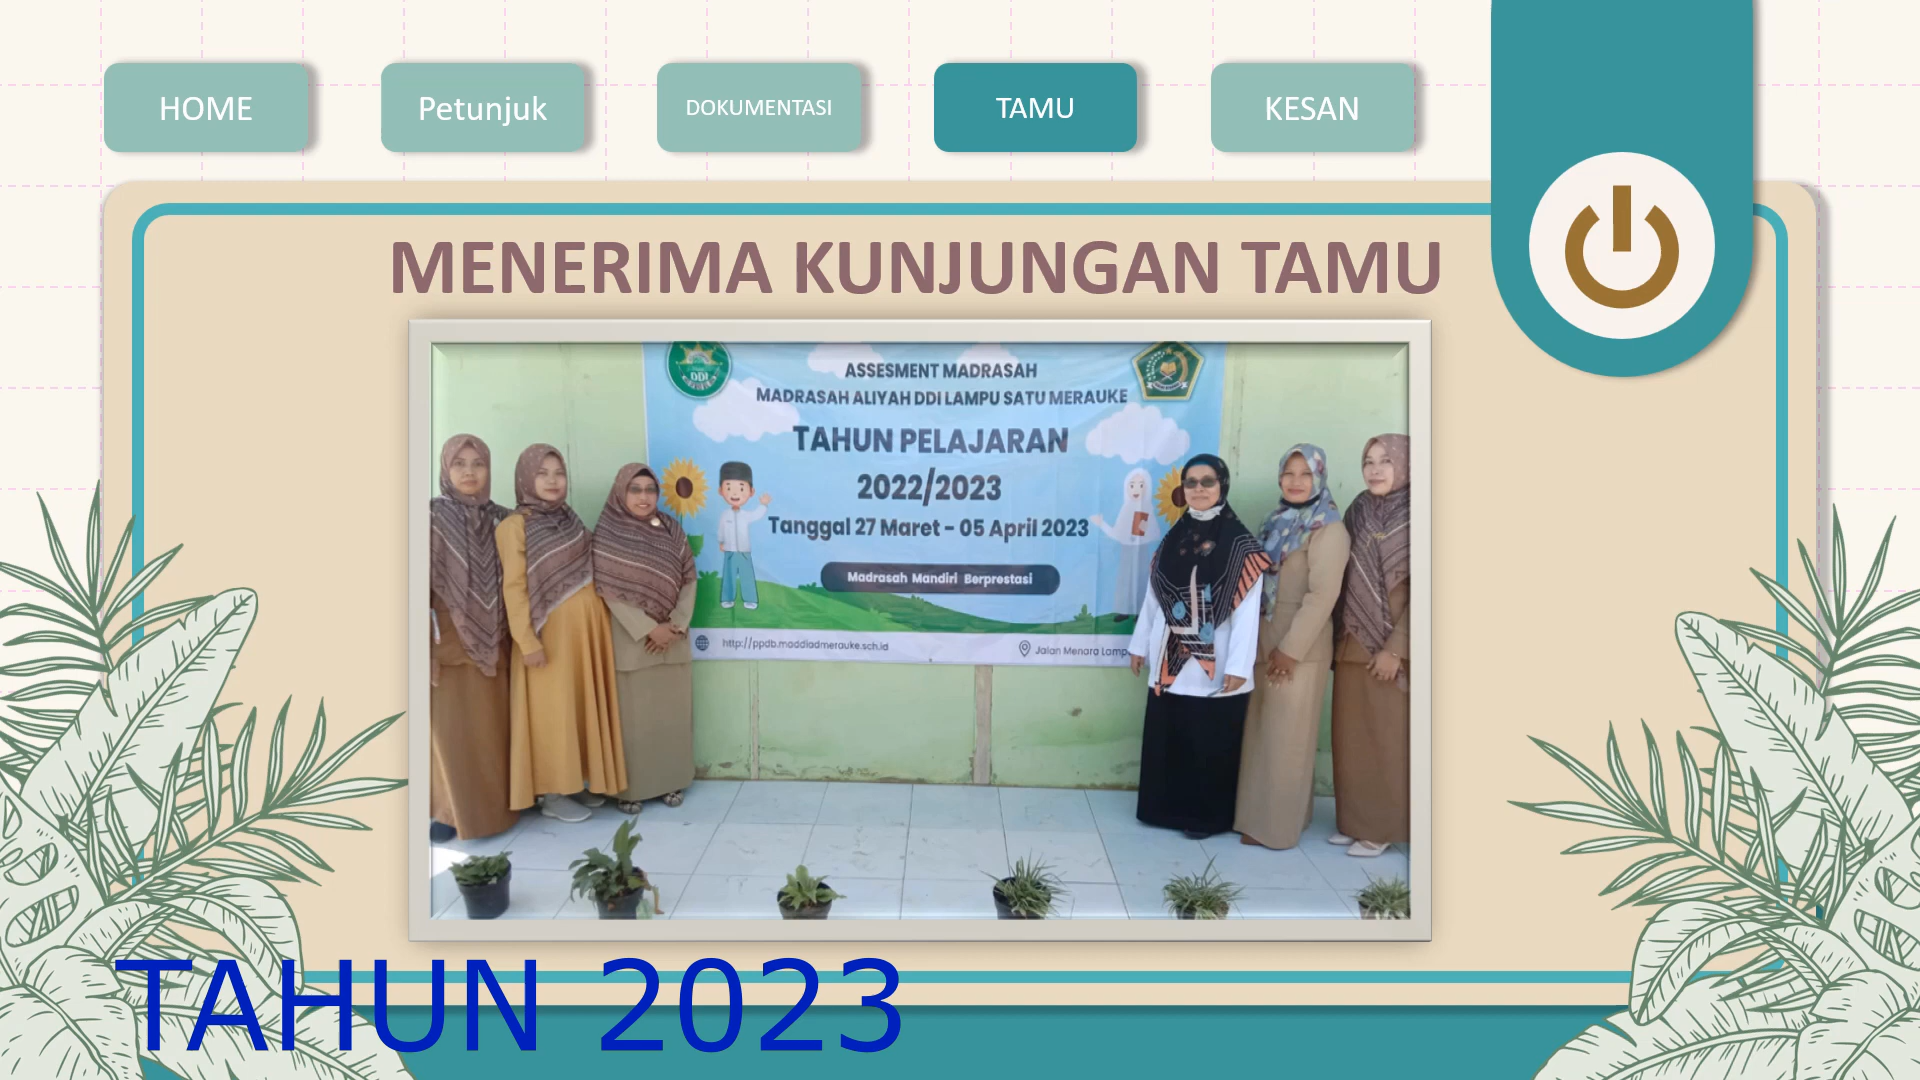 HOME
Petunjuk
DOKUMENTASI
TAMU
KESAN
MENERIMA KUNJUNGAN TAMU
DDI
ASSESMENT MADRASAH
MADRASAH ALIYAH DDI LAMPU SATU MERAUKE
TAHUN PELAJARAN
2022/2023
Tanggal 27 Maret - 05 April 2023
Madrasah Mandiri Berprestasi
http://ppdb.maddiadmerauke.sch.id
Jalan Menara Lamp
TAHUN 2023